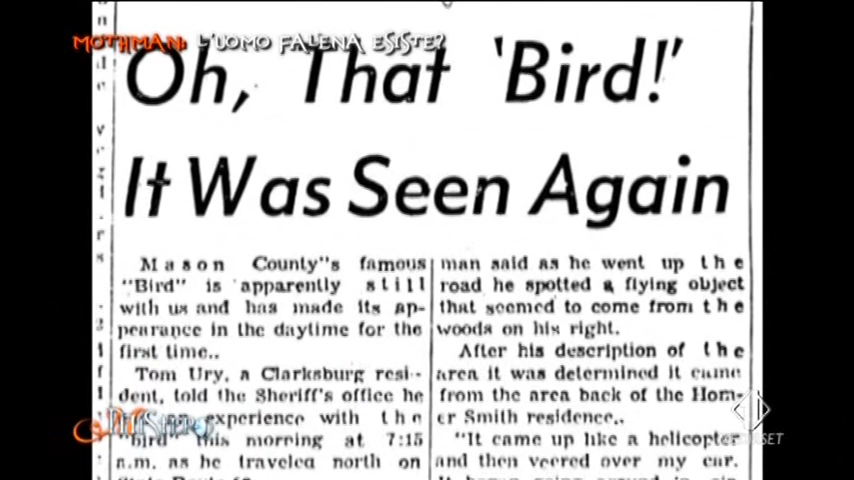 MOTHMAN: L'UOMO FALENA ESISTE?
Oh, That 'Bird!'
It Was Seen Again
Mason County"s famous
"Bird" is apparently still
with us and has made its ap-
pearance in the daytime for the
first time..
Tom Ury, a Clarksburg resi-
dent, told the Sheriff's office he
an experience with the
"bird" this morning at 7:15
a.m. as he traveled north on
man said as he went up the
road he spotted a flying object
that seemed to come from the
woods on his right.
After his description of the
area it was determined it came
from the area back of the Hom-
er Smith residence..
"It came up like a helicopter
and then veered over my car.
MISTERO